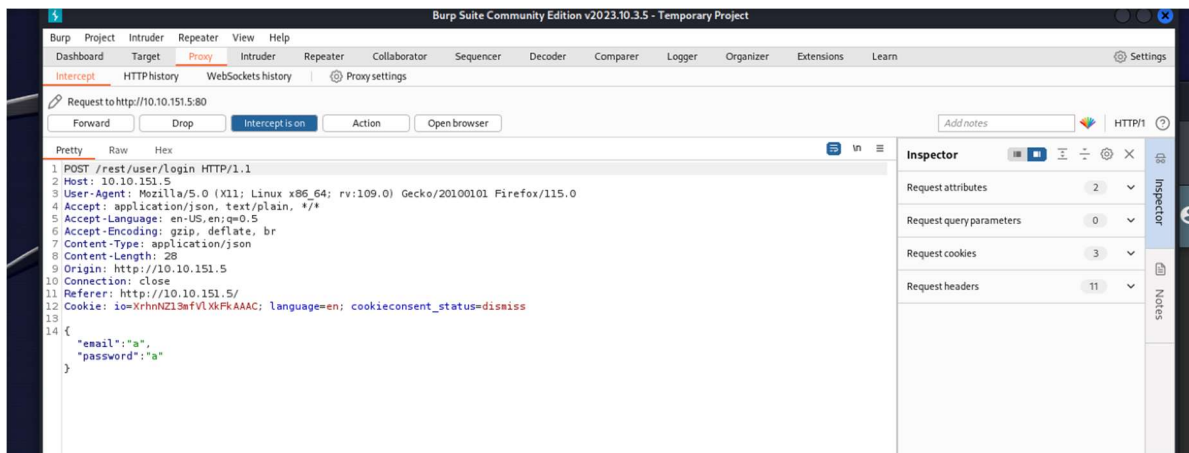 Burp Suite Community Edition v2023.10.3.5 - Temporary Project
Burp Project Intruder Repeater View Help
Dashboard Target Proxy Intruder Repeater Collaborator Sequencer Decoder Comparer Logger Organizer Extensions Learn Settings
Intercept HTTP history WebSockets history Proxy settings
Request to http://10.10.151.5:80
Forward Drop Intercept is on Action Open browser Add notes HTTP/1
Pretty Raw Hex \n
Inspector
1 POST /rest/user/login HTTP/1.1
2 Host: 10.10.151.5
3 User-Agent: Mozilla/5.0 (X11; Linux x86_64; rv:109.0) Gecko/20100101 Firefox/115.0
4 Accept: application/json, text/plain, */*
5 Accept-Language: en-US,en;q=0.5
6 Accept-Encoding: gzip, deflate, br
7 Content-Type: application/json
8 Content-Length: 28
9 Origin: http://10.10.151.5
10 Connection: close
11 Referer: http://10.10.151.5/
12 Cookie: io=XrhnNZ13mfVlXkFkAAAC; language=en; cookieconsent_status=dismiss
13
14 {
"email":"a",
"password":"a"
}
Request attributes 2
Request query parameters 0
Request cookies 3
Request headers 11
Inspector
Notes